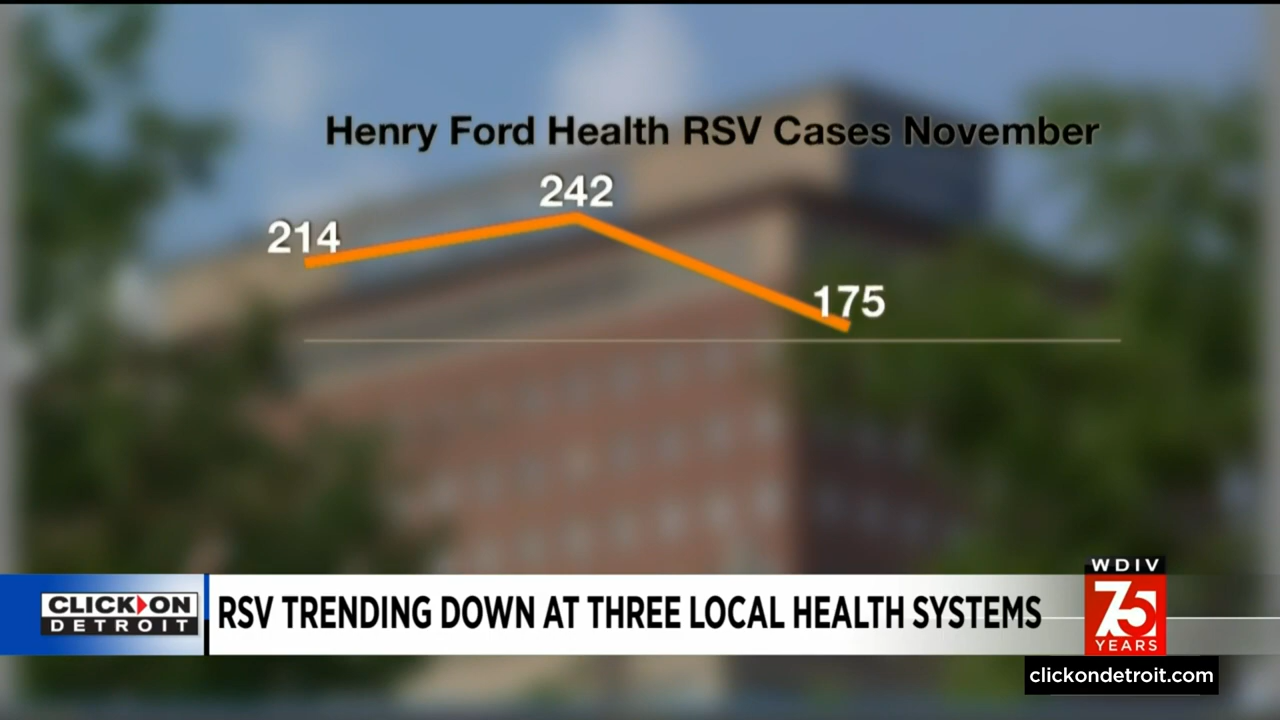 Henry Ford Health RSV Cases November
242
214
175
WDIV
CLICK ON
DETROIT
RSV TRENDING DOWN AT THREE LOCAL HEALTH SYSTEMS
75
YEARS
clickondetroit.com